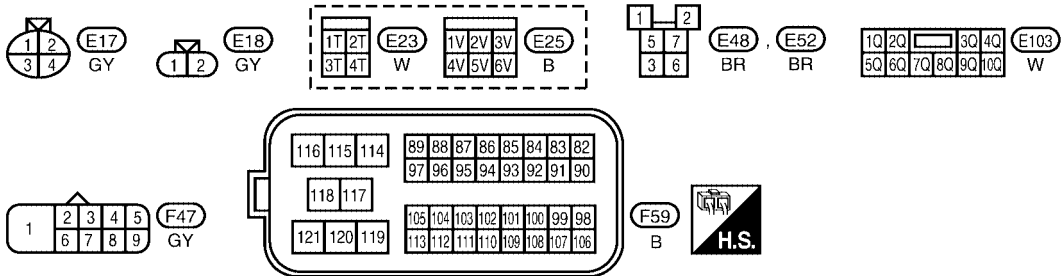 1 2 E17
3 4 GY
1 2 E18
GY
1T 2T E23
3T 4T W
1V 2V 3V E25
4V 5V 6V B
1 2
5 7 E48 , E52
3 6 BR BR
1Q 2Q 3Q 4Q E103
5Q 6Q 7Q 8Q 9Q 10Q W
1 2 3 4 5 F47
6 7 8 9 GY
116 115 114 89 88 87 86 85 84 83 82
97 96 95 94 93 92 91 90
118 117
105 104 103 102 101 100 99 98 F59
121 120 119 113 112 111 110 109 108 107 106 B
H.S.